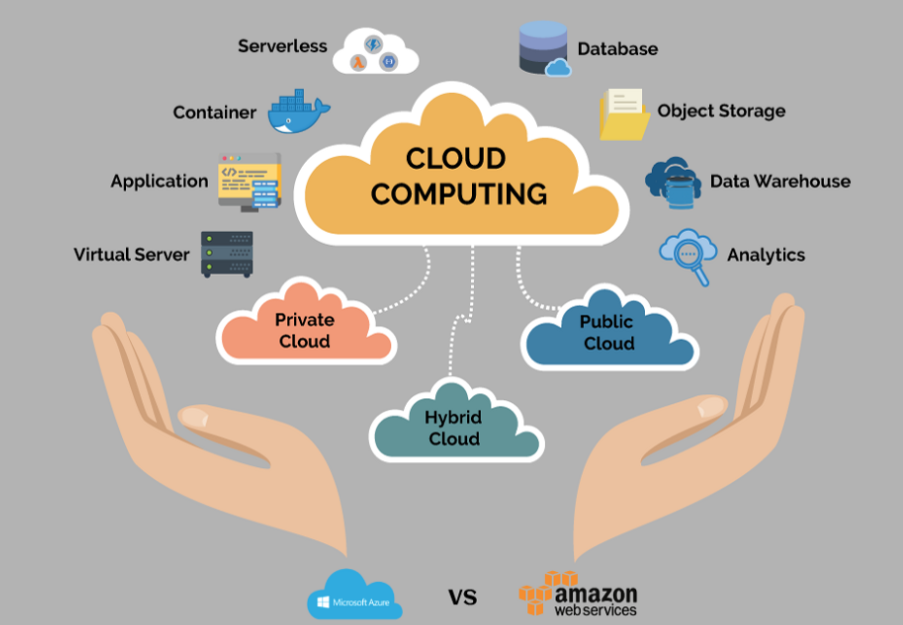 Serverless
Database
Container
Object Storage
CLOUD
COMPUTING
Application
Data Warehouse
Virtual Server
Analytics
Private
Cloud
Public
Cloud
Hybrid
Cloud
Microsoft Azure
VS
amazon
web services